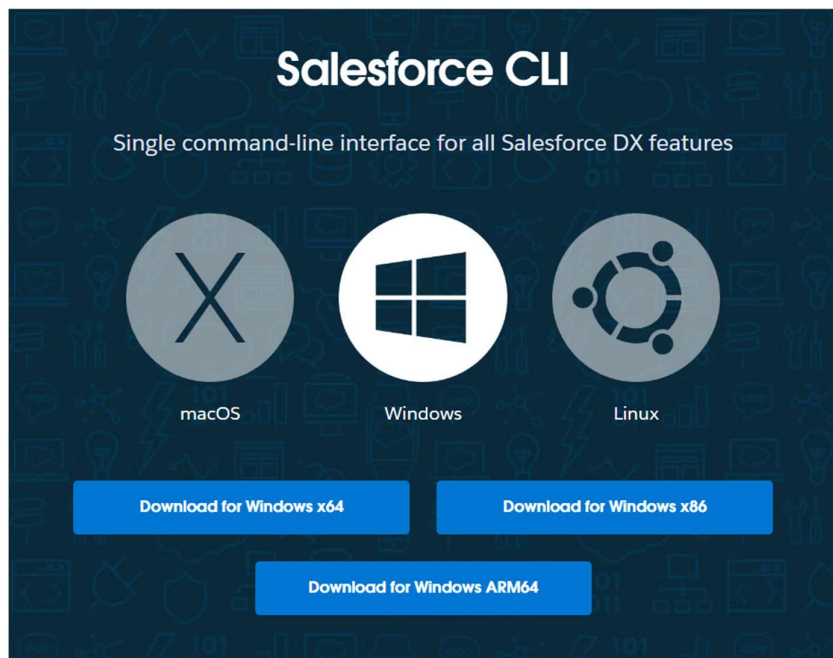 Salesforce CLI
Single command-line interface for all Salesforce DX features
macOS
Windows
Linux
Download for Windows x64
Download for Windows x86
Download for Windows ARM64